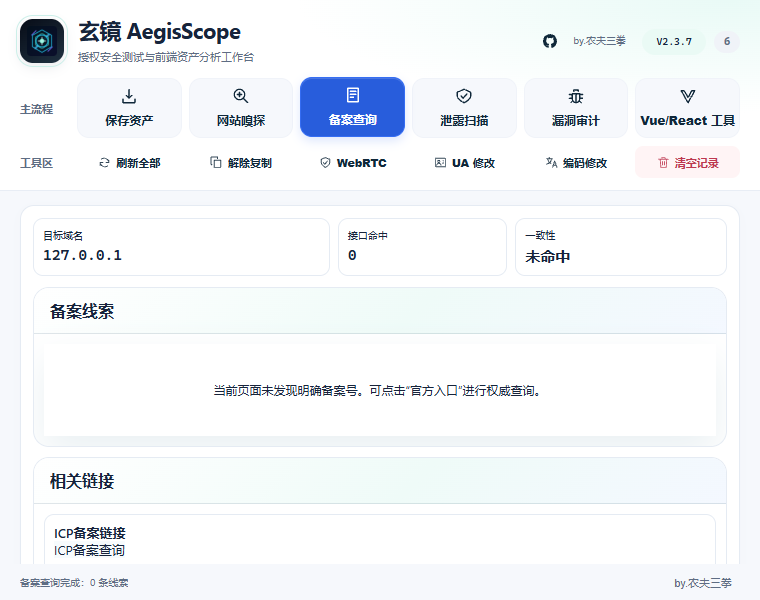 玄镜 AegisScope
授权安全测试与前端资产分析工作台
by.农夫三拳
V2.3.7
6
主流程
保存资产
网站嗅探
备案查询
泄露扫描
漏洞审计
Vue/React 工具
工具区
刷新全部
解除复制
WebRTC
UA 修改
编码修改
清空记录
目标域名
127.0.0.1
接口命中
0
一致性
未命中
备案线索
当前页面未发现明确备案号。可点击"官方入口"进行权威查询。
相关链接
ICP备案链接
ICP备案查询
备案查询完成：0 条线索
by.农夫三拳